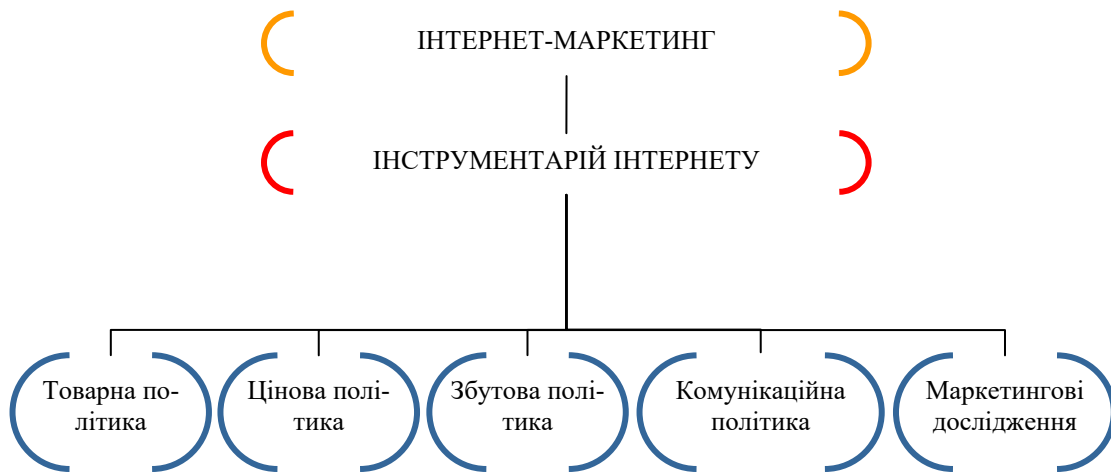 ІНТЕРНЕТ-МАРКЕТИНГ
ІНСТРУМЕНТАРІЙ ІНТЕРНЕТУ
Товарна по-
літика
Цінова полі-
тика
Збутова полі-
тика
Комунікаційна
політика
Маркетингові
дослідження